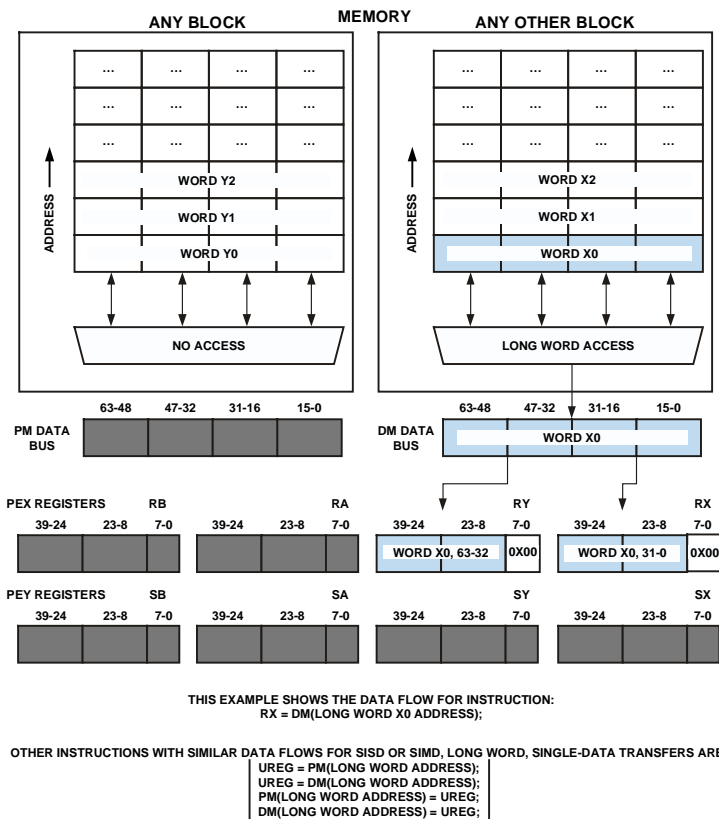 MEMORY
ANY BLOCK
ANY OTHER BLOCK
... ... ... ...
... ... ... ...
... ... ... ...
WORD Y2
WORD Y1
WORD Y0
ADDRESS
NO ACCESS
... ... ... ...
... ... ... ...
... ... ... ...
WORD X2
WORD X1
WORD X0
ADDRESS
LONG WORD ACCESS
63-48 47-32 31-16 15-0
PM DATA
BUS
63-48 47-32 31-16 15-0
DM DATA
BUS
WORD X0
PEX REGISTERS RB RA RY RX
39-24 23-8 7-0 39-24 23-8 7-0 39-24 23-8 7-0 39-24 23-8 7-0
WORD X0, 63-32 0X00 WORD X0, 31-0 0X00
PEY REGISTERS SB SA SY SX
39-24 23-8 7-0 39-24 23-8 7-0 39-24 23-8 7-0 39-24 23-8 7-0
THIS EXAMPLE SHOWS THE DATA FLOW FOR INSTRUCTION:
RX = DM(LONG WORD X0 ADDRESS);
OTHER INSTRUCTIONS WITH SIMILAR DATA FLOWS FOR SISD OR SIMD, LONG WORD, SINGLE-DATA TRANSFERS ARE
UREG = PM(LONG WORD ADDRESS);
UREG = DM(LONG WORD ADDRESS);
PM(LONG WORD ADDRESS) = UREG;
DM(LONG WORD ADDRESS) = UREG;